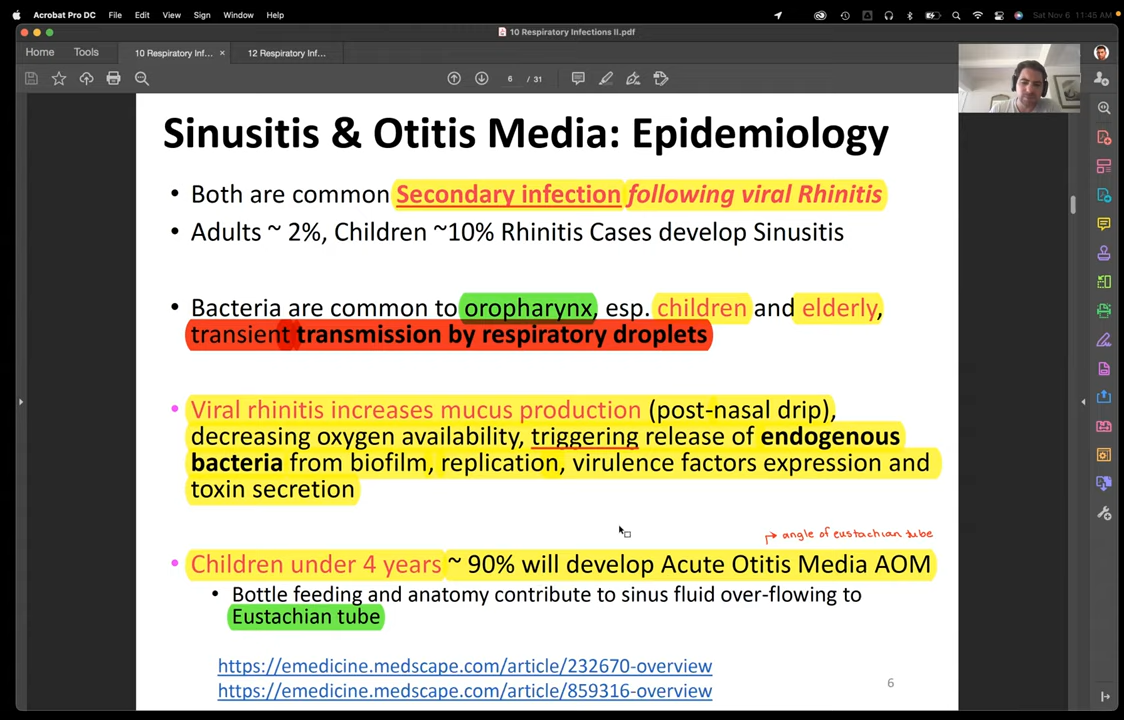 Acrobat Pro DC File Edit View Sign Window Help Sat Nov 6 11:45 AM
10 Respiratory Infections II.pdf
Home Tools 10 Respiratory Inf... × 12 Respiratory Inf...
6 / 31
Sinusitis & Otitis Media: Epidemiology
• Both are common Secondary infection following viral Rhinitis
• Adults ~ 2%, Children ~10% Rhinitis Cases develop Sinusitis
• Bacteria are common to oropharynx, esp. children and elderly,
transient transmission by respiratory droplets
• Viral rhinitis increases mucus production (post-nasal drip),
decreasing oxygen availability, triggering release of endogenous
bacteria from biofilm, replication, virulence factors expression and
toxin secretion
→ angle of eustachian tube
• Children under 4 years ~ 90% will develop Acute Otitis Media AOM
• Bottle feeding and anatomy contribute to sinus fluid over-flowing to
Eustachian tube
https://emedicine.medscape.com/article/232670-overview
https://emedicine.medscape.com/article/859316-overview
6